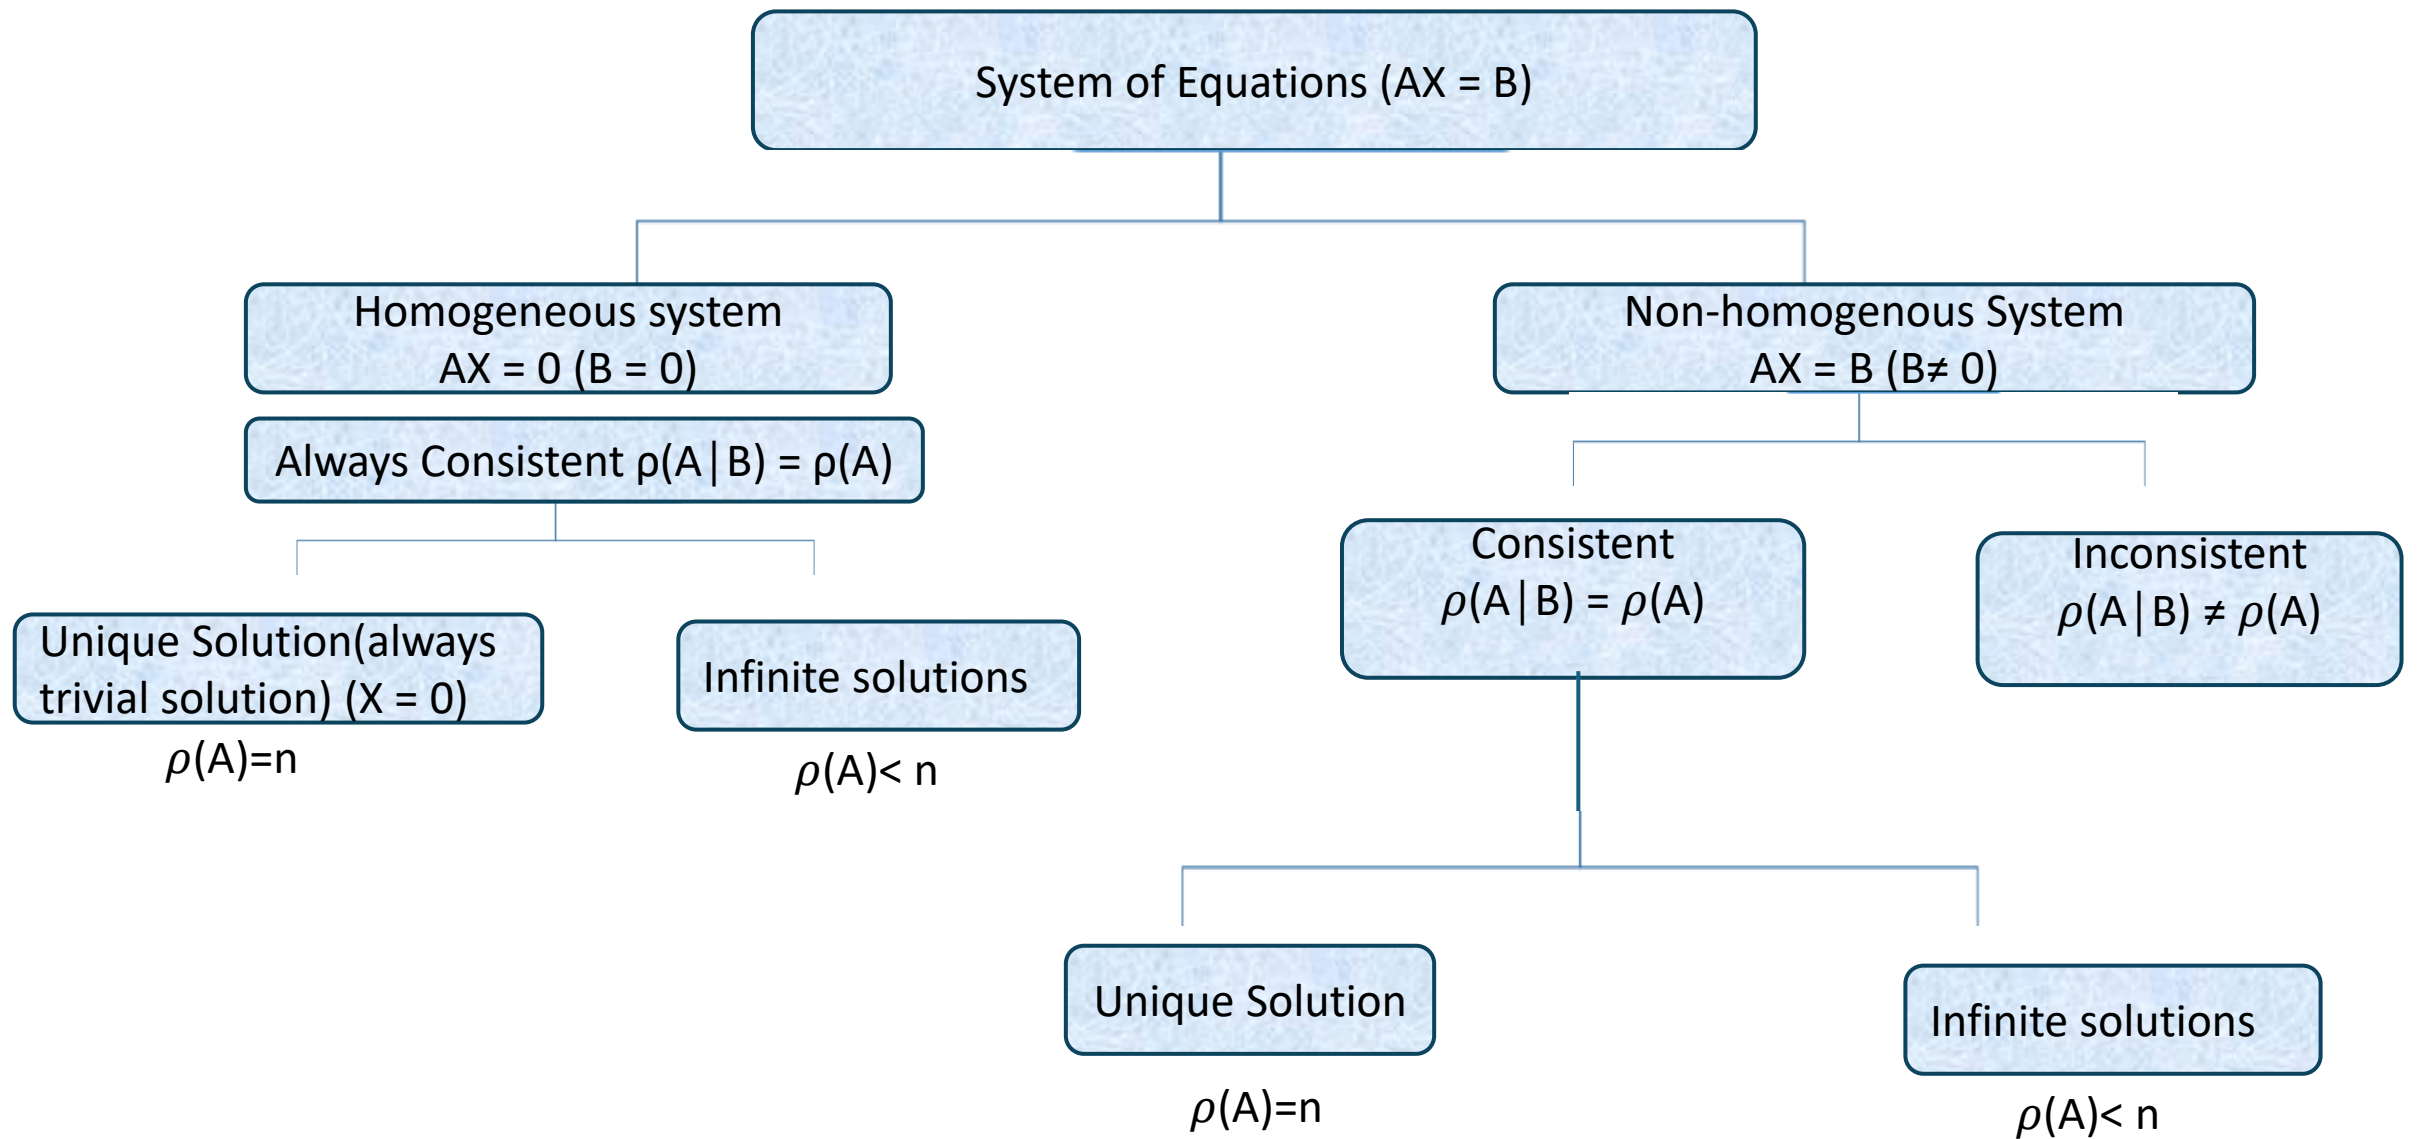 System of Equations (AX = B)
Homogeneous system
AX = 0 (B = 0)
Non-homogenous System
AX = B (B≠ 0)
Always Consistent ρ(A|B) = ρ(A)
Consistent
𝜌(A|B) = 𝜌(A)
Inconsistent
𝜌(A|B) ≠ 𝜌(A)
Unique Solution(always
trivial solution) (X = 0)
𝜌(A)=n
Infinite solutions
𝜌(A)< n
Unique Solution
𝜌(A)=n
Infinite solutions
𝜌(A)< n